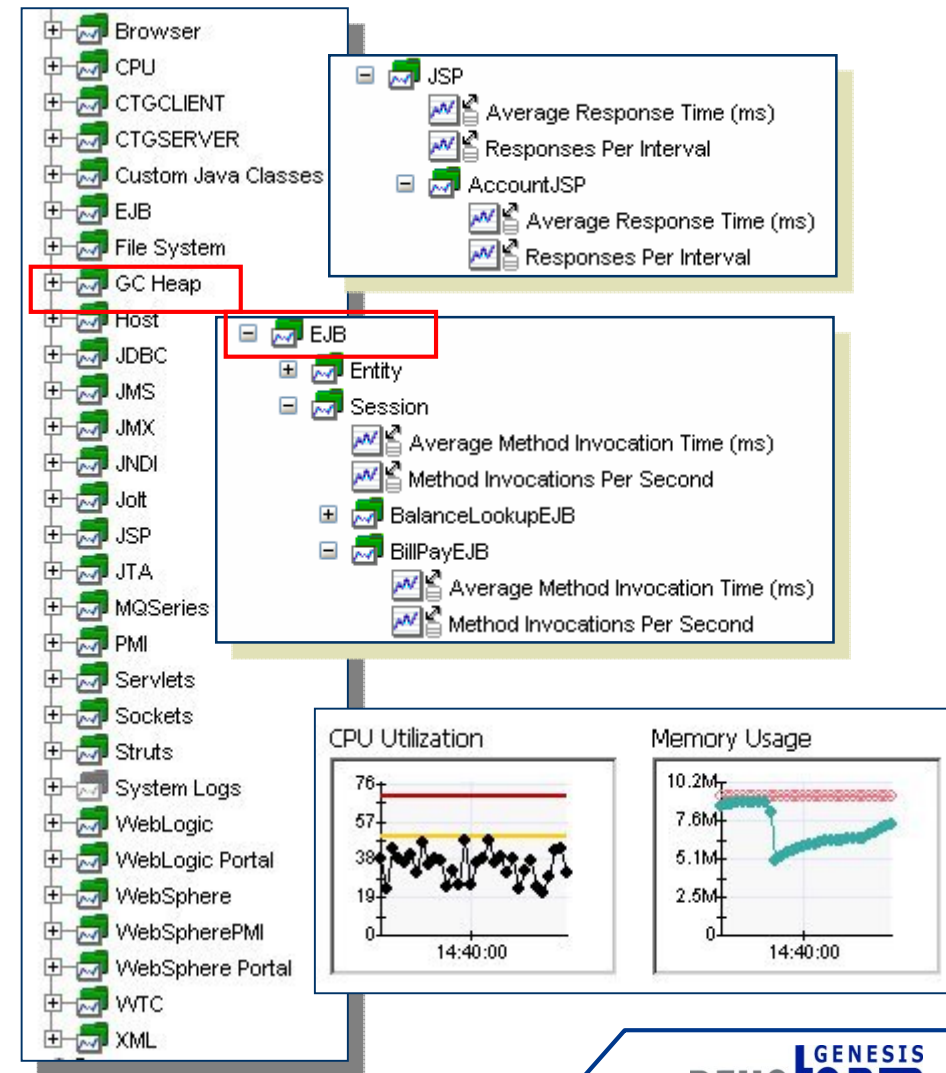 Browser
CPU
CTGCLIENT
CTGSERVER
Custom Java Classes
EJB
File System
GC Heap
Host
JDBC
JMS
JMX
JNDI
Jolt
JSP
JTA
MQSeries
PMI
Servlets
Sockets
Struts
System Logs
WebLogic
WebLogic Portal
WebSphere
WebSpherePMI
WebSphere Portal
WTC
XML
JSP
Average Response Time (ms)
Responses Per Interval
AccountJSP
Average Response Time (ms)
Responses Per Interval
EJB
Entity
Session
Average Method Invocation Time (ms)
Method Invocations Per Second
BalanceLookupEJB
BillPayEJB
Average Method Invocation Time (ms)
Method Invocations Per Second
CPU Utilization
76
57
38
19
0
14:40:00
Memory Usage
10.2M
7.6M
5.1M
2.5M
0
14:40:00
GENESIS